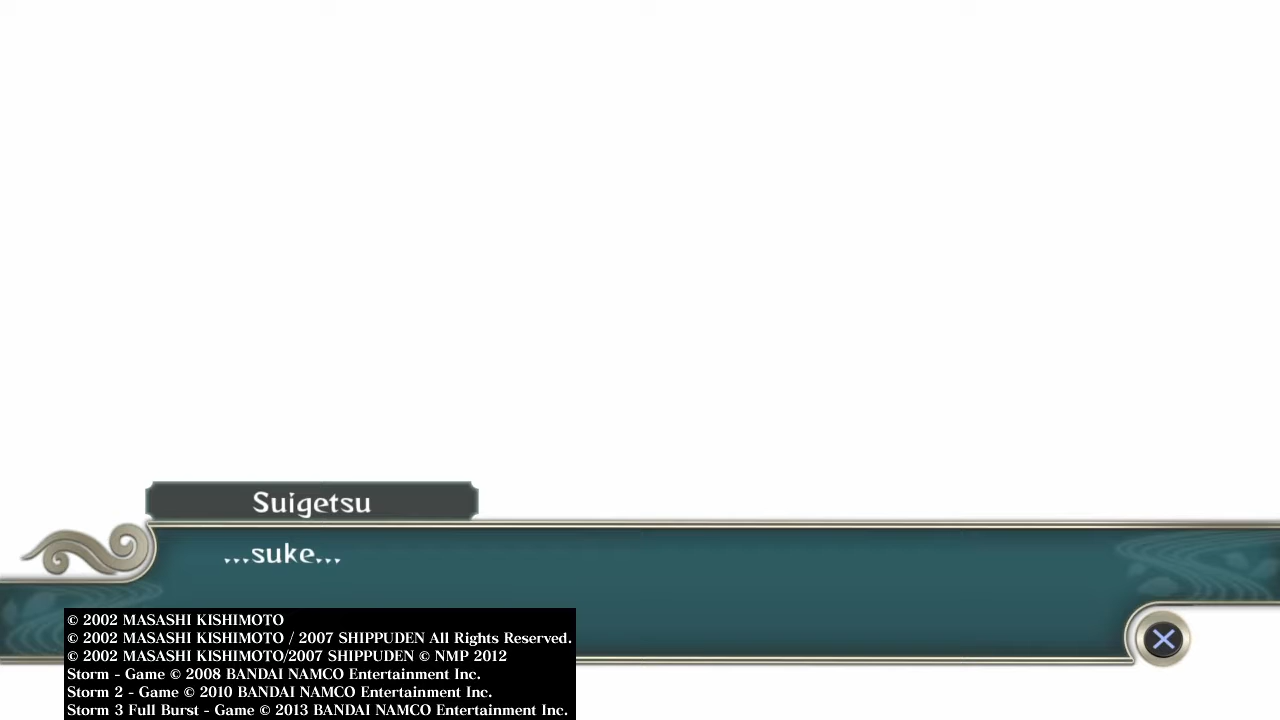 Suigetsu
...suke...
© 2002 MASASHI KISHIMOTO
© 2002 MASASHI KISHIMOTO / 2007 SHIPPUDEN All Rights Reserved.
© 2002 MASASHI KISHIMOTO/2007 SHIPPUDEN © NMP 2012
Storm - Game © 2008 BANDAI NAMCO Entertainment Inc.
Storm 2 - Game © 2010 BANDAI NAMCO Entertainment Inc.
Storm 3 Full Burst - Game © 2013 BANDAI NAMCO Entertainment Inc.